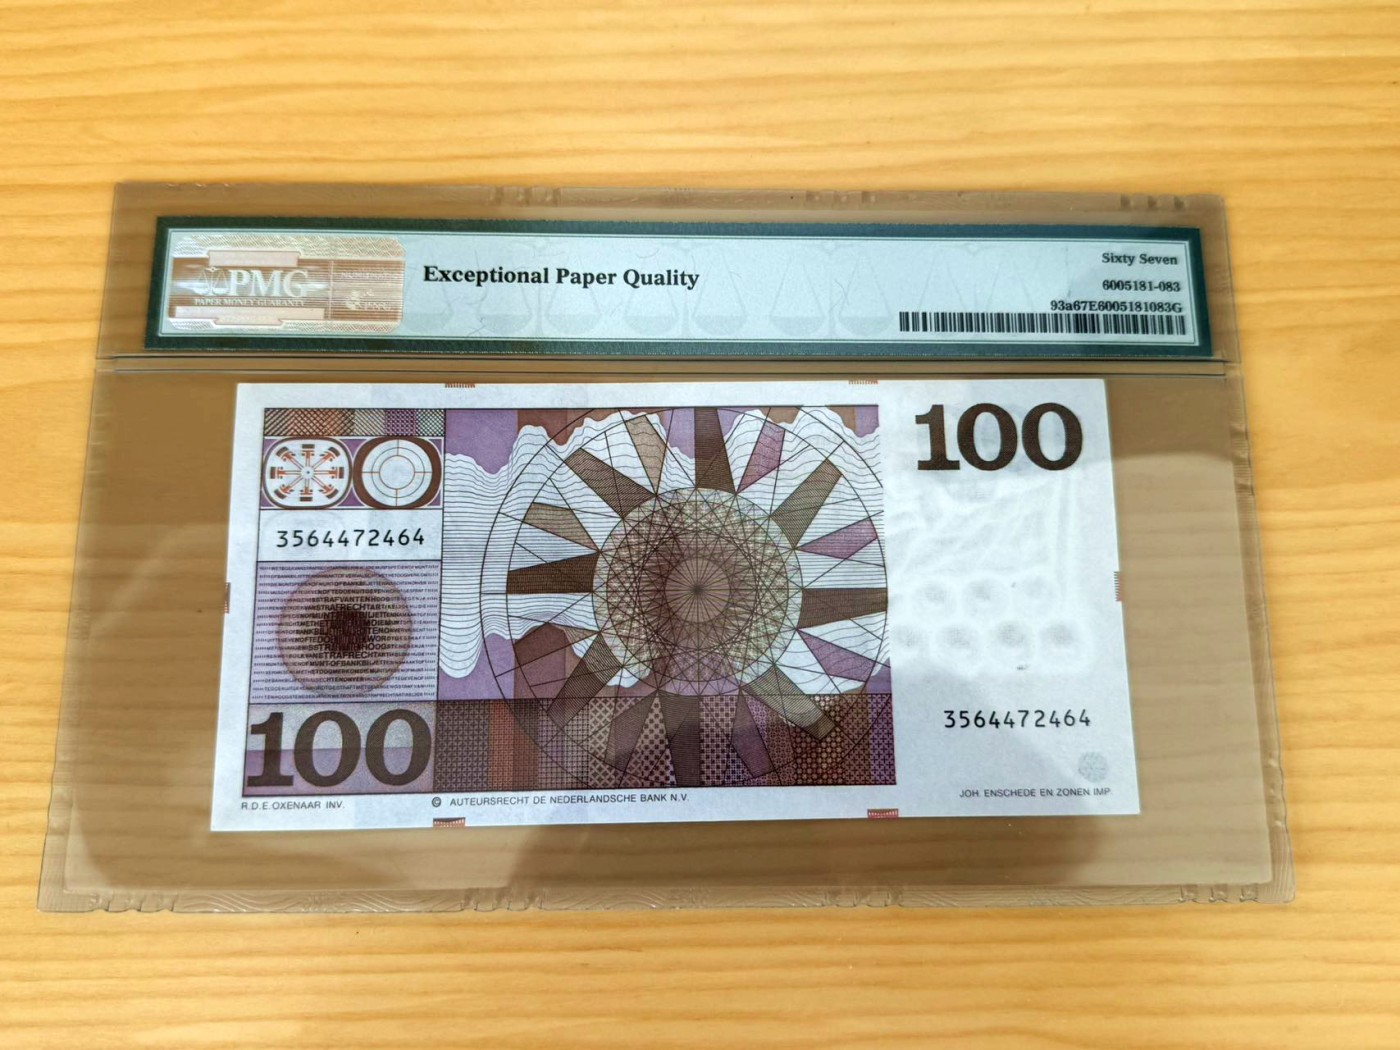 PMG
PAPER MONEY GUARANTY
Exceptional Paper Quality
Sixty Seven
6005181-083
93a67E6005181083G
100
3564472464
100
3564472464
R.D.E. OXENAAR INV.
© AUTEURSRECHT DE NEDERLANDSCHE BANK N.V.
JOH. ENSCHEDE EN ZONEN IMP.